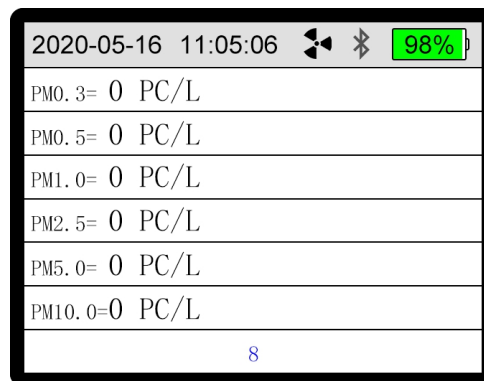 2020-05-16 11:05:06 98%
PM0.3= 0 PC/L
PM0.5= 0 PC/L
PM1.0= 0 PC/L
PM2.5= 0 PC/L
PM5.0= 0 PC/L
PM10.0=0 PC/L
8